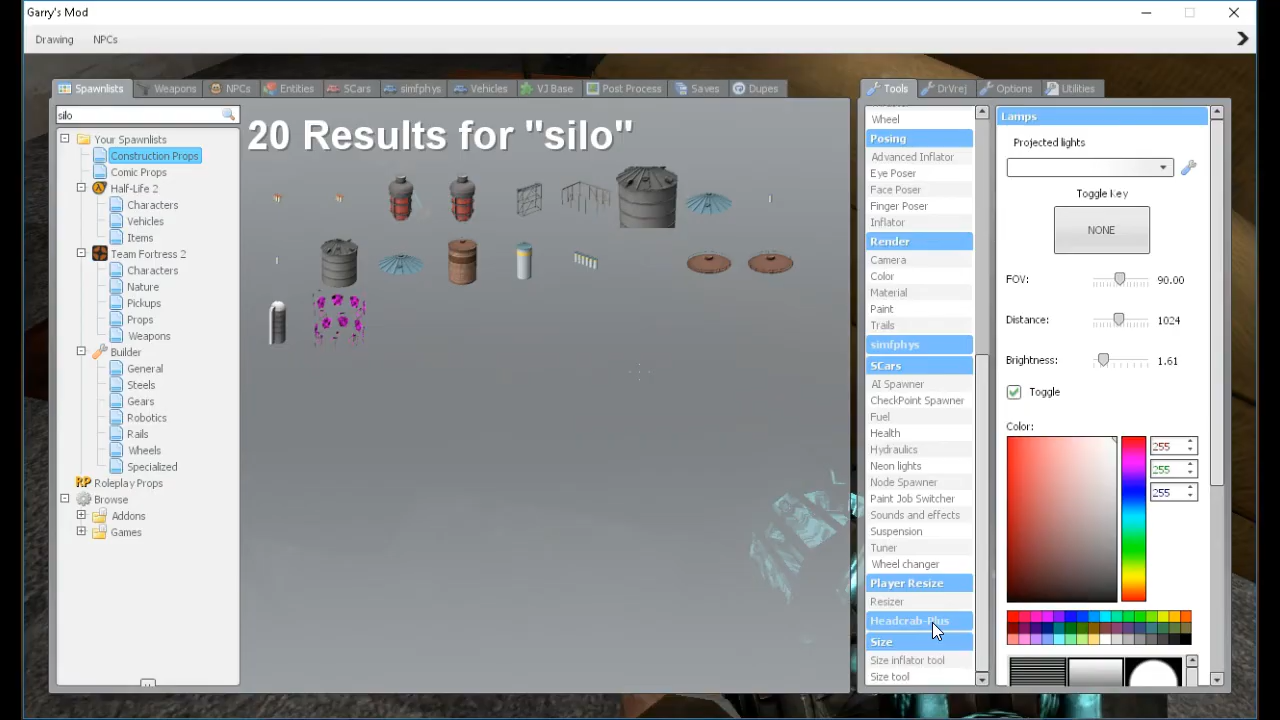 Garry's Mod
Drawing NPCs
Spawnlists Weapons NPCs Entities SCars simfphys Vehicles VJ Base Post Process Saves Dupes
silo
Your Spawnlists
Construction Props
Comic Props
Half-Life 2
Characters
Vehicles
Items
Team Fortress 2
Characters
Nature
Pickups
Props
Weapons
Builder
General
Steels
Gears
Robotics
Rails
Wheels
Specialized
RP Roleplay Props
Browse
Addons
Games
20 Results for "silo"
Tools DrVrej Options Utilities
Wheel
Posing
Advanced Inflator
Eye Poser
Face Poser
Finger Poser
Inflator
Render
Camera
Color
Material
Paint
Trails
simfphys
SCars
AI Spawner
CheckPoint Spawner
Fuel
Health
Hydraulics
Neon lights
Node Spawner
Paint Job Switcher
Sounds and effects
Suspension
Tuner
Wheel changer
Player Resize
Resizer
Headcrab-Plus
Size
Size inflator tool
Size tool
Lamps
Projected lights
Toggle Key
NONE
FOV: 90.00
Distance: 1024
Brightness: 1.61
Toggle
Color:
255
255
255